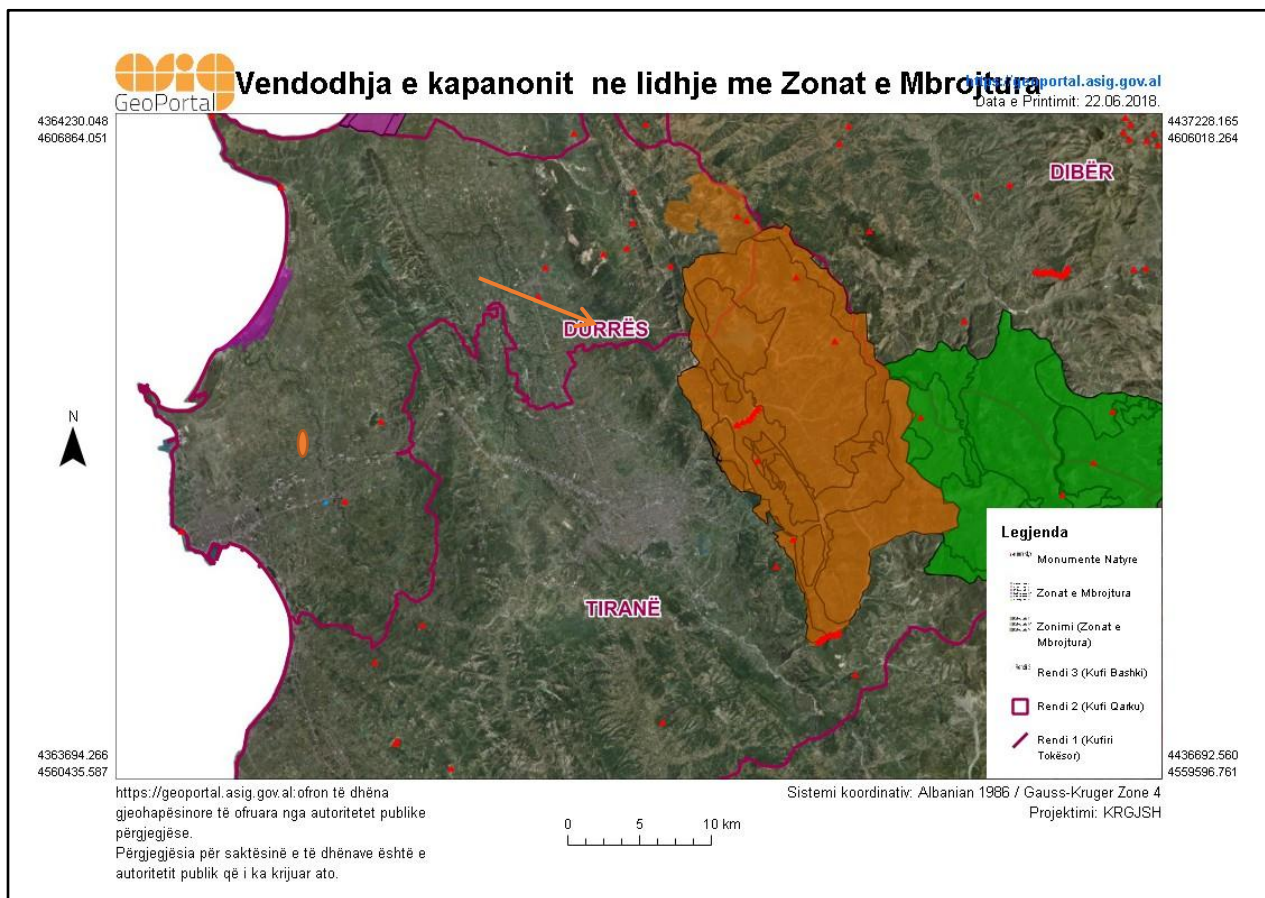 asig
GeoPortal
Vendodhja e kapanonit ne lidhje me Zonat e Mbrojtura
https://geoportal.asig.gov.al
Data e Printimit: 22.06.2018.
4364230.048
4606864.051
4437228.165
4606018.264
DIBËR
DURRËS
TIRANË
N
Legjenda
Monumente Natyre
Zonat e Mbrojtura
Zonimi (Zonat e
Mbrojtura)
Rendi 3 (Kufi Bashki)
Rendi 2 (Kufi Qarku)
Rendi 1 (Kufiri
Tokësor)
4363694.266
4560435.587
4436692.560
4559596.761
https://geoportal.asig.gov.al:ofron të dhëna
gjeohapësinore të ofruara nga autoritetet publike
përgjegjëse.
Përgjegjësia për saktësinë e të dhënave është e
autoritetit publik që i ka krijuar ato.
0 5 10 km
Sistemi koordinativ: Albanian 1986 / Gauss-Kruger Zone 4
Projektimi: KRGJSH